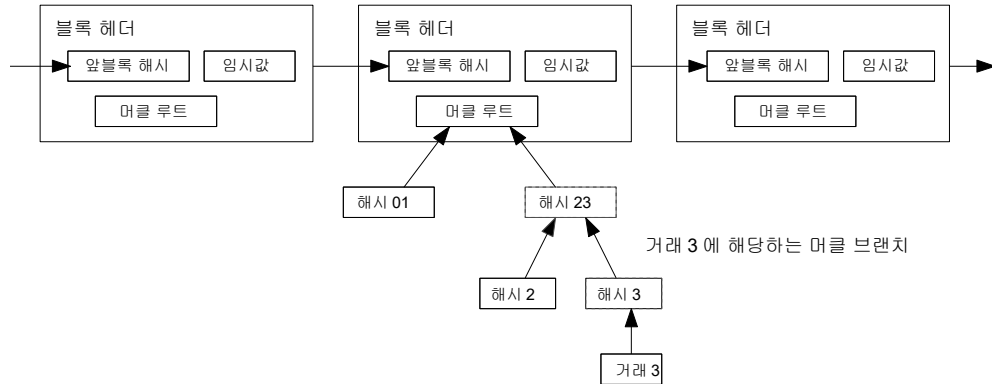 블록 헤더
앞블록 해시
임시값
머클 루트
블록 헤더
앞블록 해시
임시값
머클 루트
블록 헤더
앞블록 해시
임시값
머클 루트
해시 01
해시 23
거래 3 에 해당하는 머클 브랜치
해시 2
해시 3
거래 3